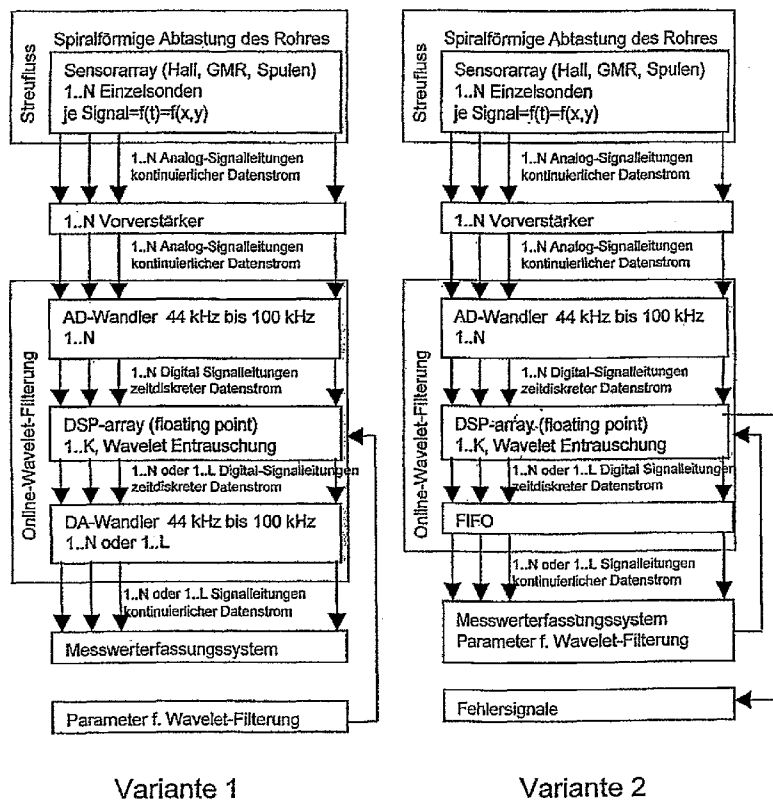 Streufluss
Spiralförmige Abtastung des Rohres
Sensorarray (Hall, GMR, Spulen)
1..N Einzelsonden
je Signal=f(t)=f(x,y)
1..N Analog-Signalleitungen
kontinuierlicher Datenstrom
1..N Vorverstärker
1..N Analog-Signalleitungen
kontinuierlicher Datenstrom
Online-Wavelet-Filterung
AD-Wandler 44 kHz bis 100 kHz
1..N
1..N Digital Signalleitungen
zeitdiskreter Datenstrom
DSP-array (floating point)
1..K, Wavelet Entrauschung
1..N oder 1..L Digital-Signalleitungen
zeitdiskreter Datenstrom
DA-Wandler 44 kHz bis 100 kHz
1..N oder 1..L
1..N oder 1..L Signalleitungen
kontinuierlicher Datenstrom
Messwerterfassungssystem
Parameter f. Wavelet-Filterung
Variante 1
Streufluss
Spiralförmige Abtastung des Rohres
Sensorarray (Hall, GMR, Spulen)
1..N Einzelsonden
je Signal=f(t)=f(x,y)
1..N Analog-Signalleitungen
kontinuierlicher Datenstrom
1..N Vorverstärker
1..N Analog-Signalleitungen
kontinuierlicher Datenstrom
Online-Wavelet-Filterung
AD-Wandler 44 kHz bis 100 kHz
1..N
1..N Digital-Signalleitungen
zeitdiskreter Datenstrom
DSP-array (floating point)
1..K, Wavelet Entrauschung
1..N oder 1..L Digital Signalleitungen
zeitdiskreter Datenstrom
FIFO
1..N oder 1..L Signalleitungen
kontinuierlicher Datenstrom
Messwerterfassungssystem
Parameter f. Wavelet-Filterung
Fehlersignale
Variante 2